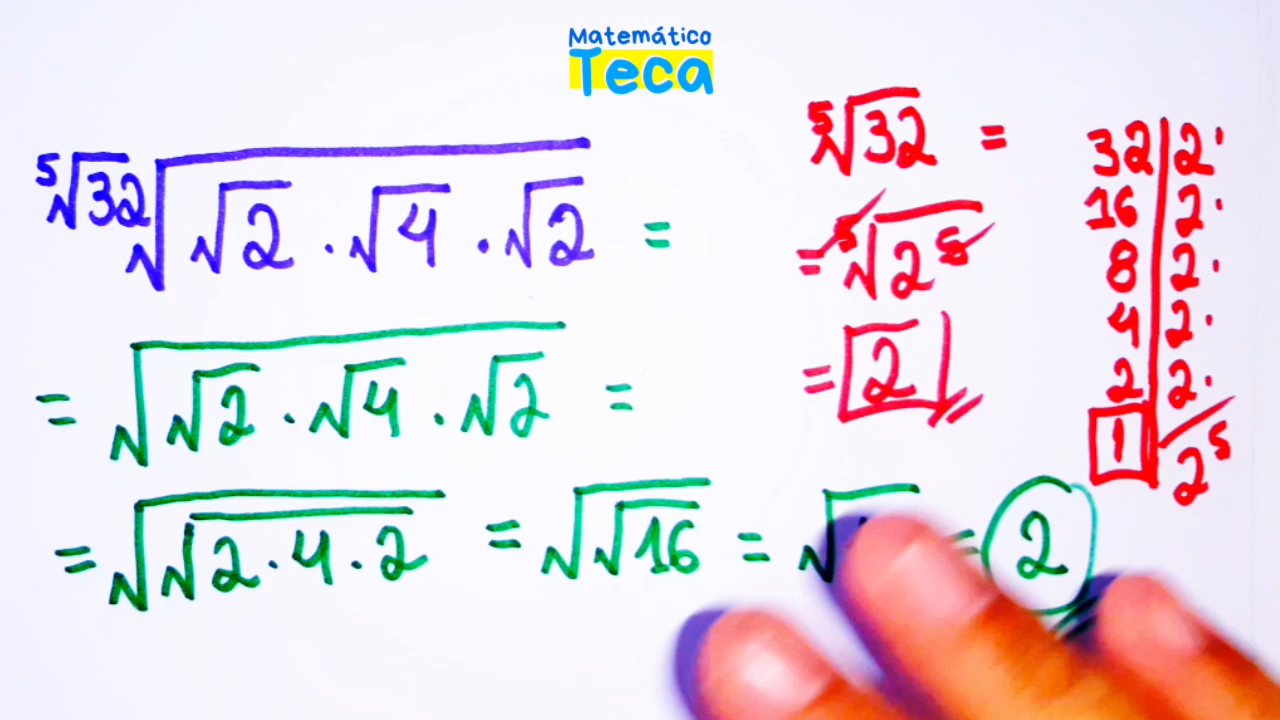 Matemático
Teca
⁵√32 √(√2 · √4 · √2) =
= √(√2 · √4 · √2) =
= √√(2 · 4 · 2) = √√16 = √ = 2
⁵√32 =
= ⁵√2⁵
= 2
32 | 2
16 | 2
8 | 2
4 | 2
2 | 2
1 | 2⁵